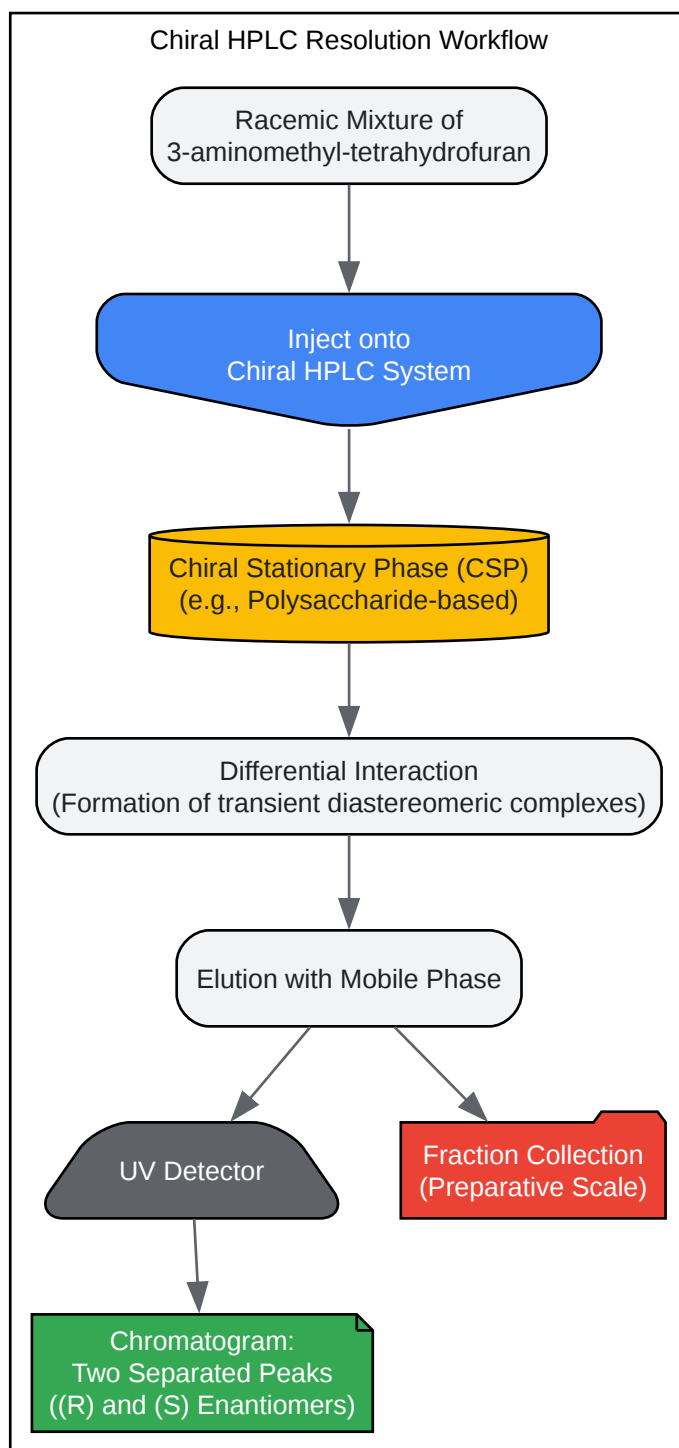 Chiral HPLC Resolution Workflow
Racemic Mixture of
3-aminomethyl-tetrahydrofuran
Inject onto
Chiral HPLC System
Chiral Stationary Phase (CSP)
(e.g., Polysaccharide-based)
Differential Interaction
(Formation of transient diastereomeric complexes)
Elution with Mobile Phase
UV Detector
Fraction Collection
(Preparative Scale)
Chromatogram:
Two Separated Peaks
((R) and (S) Enantiomers)